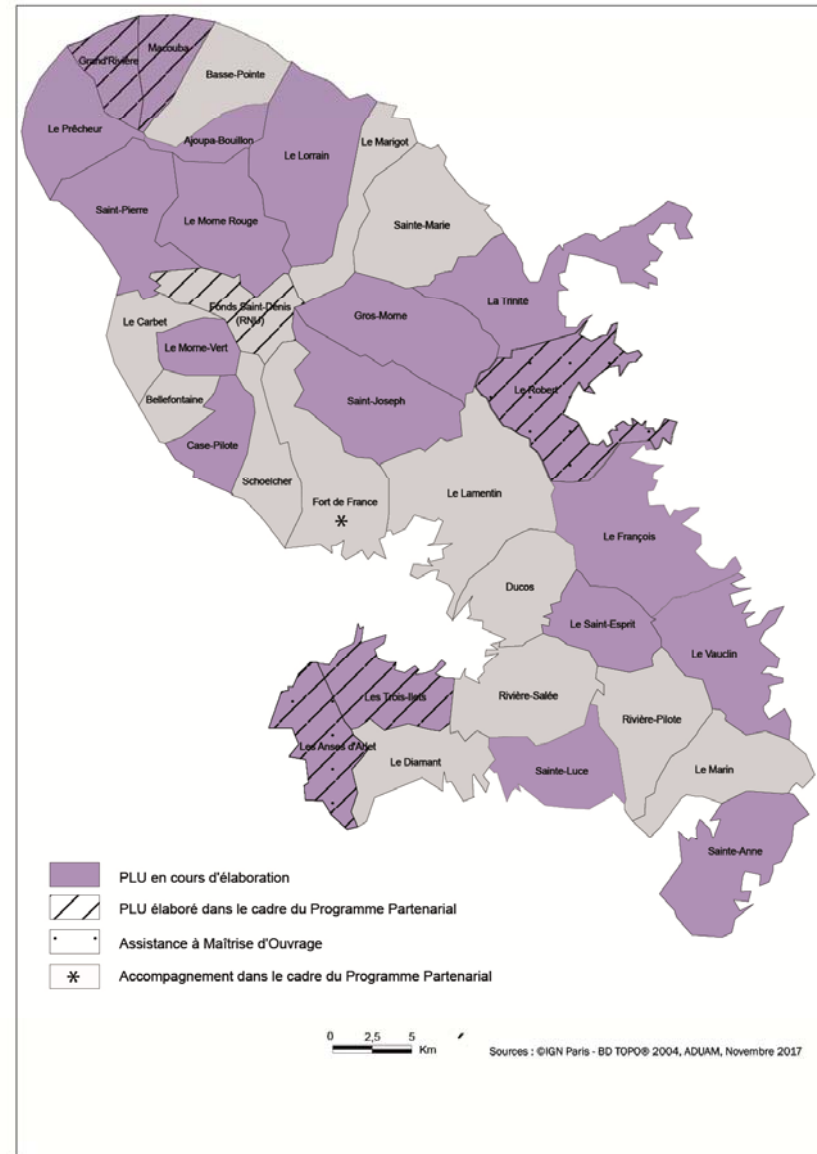 Grand'Rivière
Macouba
Basse-Pointe
Le Prêcheur
Ajoupa-Bouillon
Le Lorrain
Le Marigot
Saint-Pierre
Le Morne Rouge
Sainte-Marie
La Trinité
Fonds Saint-Denis
(RNU)
Gros-Morne
Le Carbet
Le Morne-Vert
Le Robert
Bellefontaine
Saint-Joseph
Case-Pilote
Schoelcher
Fort de France
*
Le Lamentin
Le François
Ducos
Le Saint-Esprit
Le Vauclin
Les Trois-Ilets
Rivière-Salée
Rivière-Pilote
Les Anses d'Arlet
Le Diamant
Sainte-Luce
Le Marin
Sainte-Anne
PLU en cours d'élaboration
PLU élaboré dans le cadre du Programme Partenarial
Assistance à Maîtrise d'Ouvrage
* Accompagnement dans le cadre du Programme Partenarial
0 2,5 5
Km
Sources : ©IGN Paris - BD TOPO® 2004, ADUAM, Novembre 2017